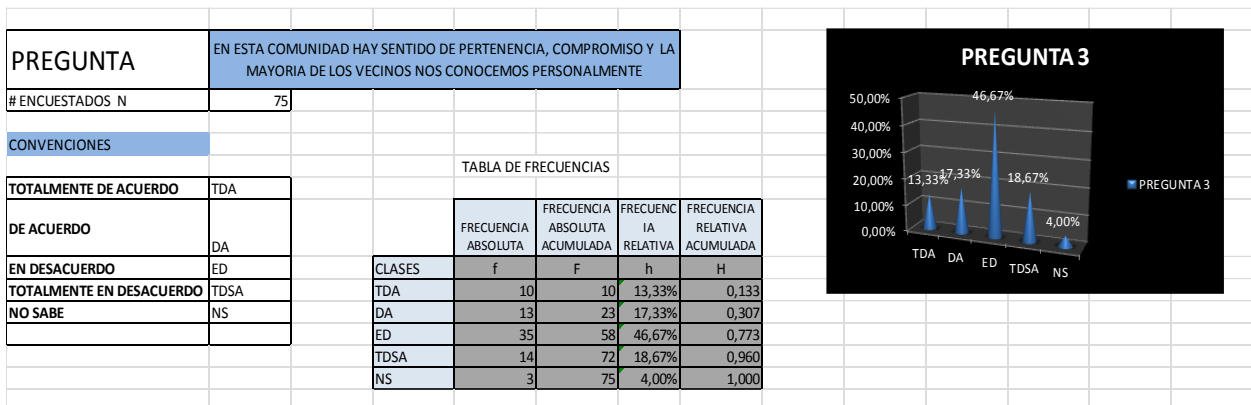 PREGUNTA
EN ESTA COMUNIDAD HAY SENTIDO DE PERTENENCIA, COMPROMISO Y LA
MAYORIA DE LOS VECINOS NOS CONOCEMOS PERSONALMENTE
# ENCUESTADOS N 75
CONVENCIONES
TOTALMENTE DE ACUERDO TDA
DE ACUERDO DA
EN DESACUERDO ED
TOTALMENTE EN DESACUERDO TDSA
NO SABE NS
TABLA DE FRECUENCIAS
FRECUENCIA
ABSOLUTA
FRECUENCIA
ABSOLUTA
ACUMULADA
FRECUENC
IA
RELATIVA
FRECUENCIA
RELATIVA
ACUMULADA
CLASES f F h H
TDA 10 10 13,33% 0,133
DA 13 23 17,33% 0,307
ED 35 58 46,67% 0,773
TDSA 14 72 18,67% 0,960
NS 3 75 4,00% 1,000
PREGUNTA 3
50,00%
40,00%
30,00%
20,00%
10,00%
0,00%
13,33%
17,33%
46,67%
18,67%
4,00%
TDA DA ED TDSA NS
PREGUNTA 3